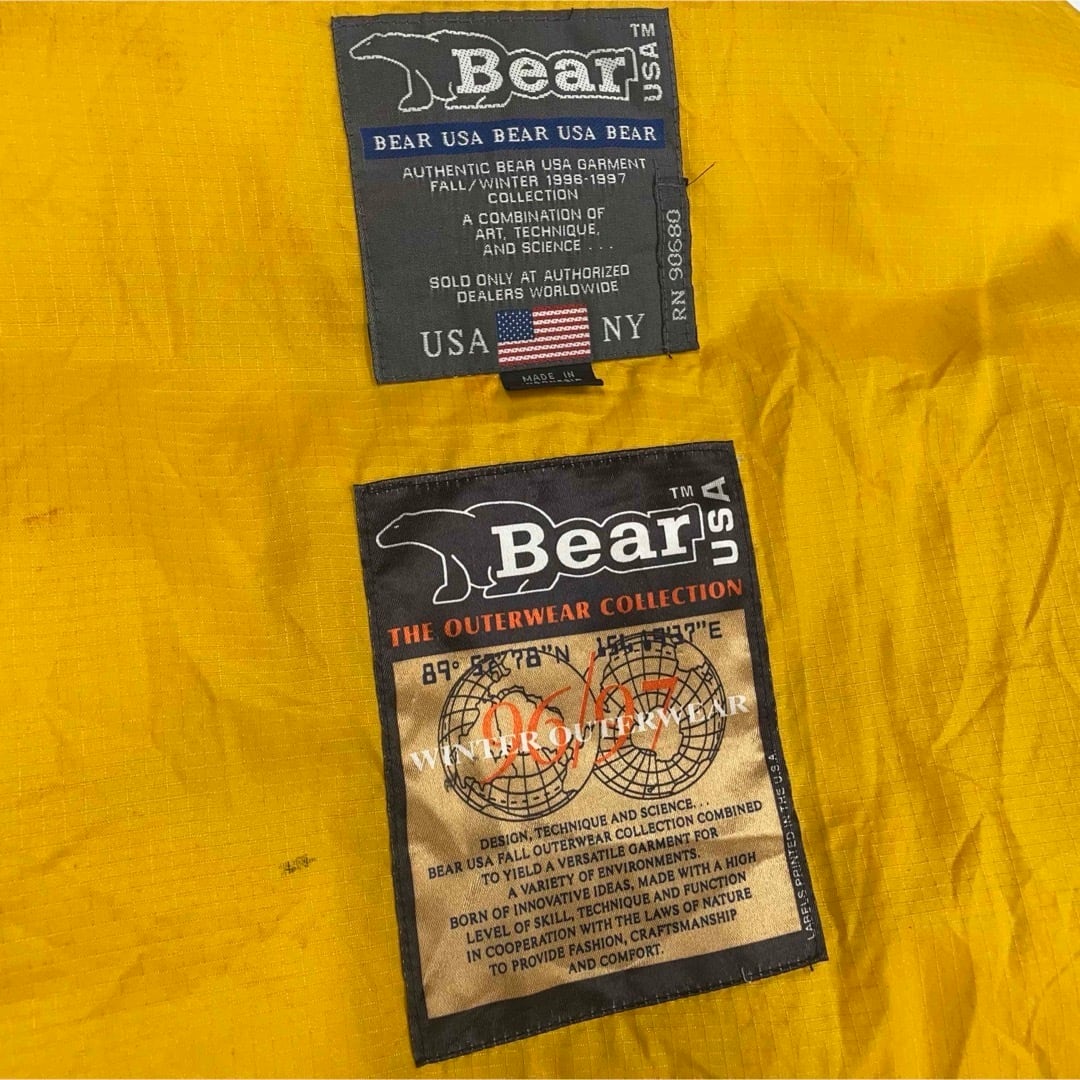 Bear USA™
BEAR USA BEAR USA BEAR
AUTHENTIC BEAR USA GARMENT
FALL/WINTER 1996-1997
COLLECTION
A COMBINATION OF
ART, TECHNIQUE,
AND SCIENCE . . .
SOLD ONLY AT AUTHORIZED
DEALERS WORLDWIDE
USA NY
RN 90680
MADE IN
Bear USA™
THE OUTERWEAR COLLECTION
89° "N "E
96/97
WINTER OUTERWEAR
DESIGN, TECHNIQUE AND SCIENCE. . .
BEAR USA FALL OUTERWEAR COLLECTION COMBINED
TO YIELD A VERSATILE GARMENT FOR
A VARIETY OF ENVIRONMENTS.
BORN OF INNOVATIVE IDEAS, MADE WITH A HIGH
LEVEL OF SKILL, TECHNIQUE AND FUNCTION
IN COOPERATION WITH THE LAWS OF NATURE
TO PROVIDE FASHION, CRAFTSMANSHIP
AND COMFORT.
LABELS PRINTED IN THE U.S.A.